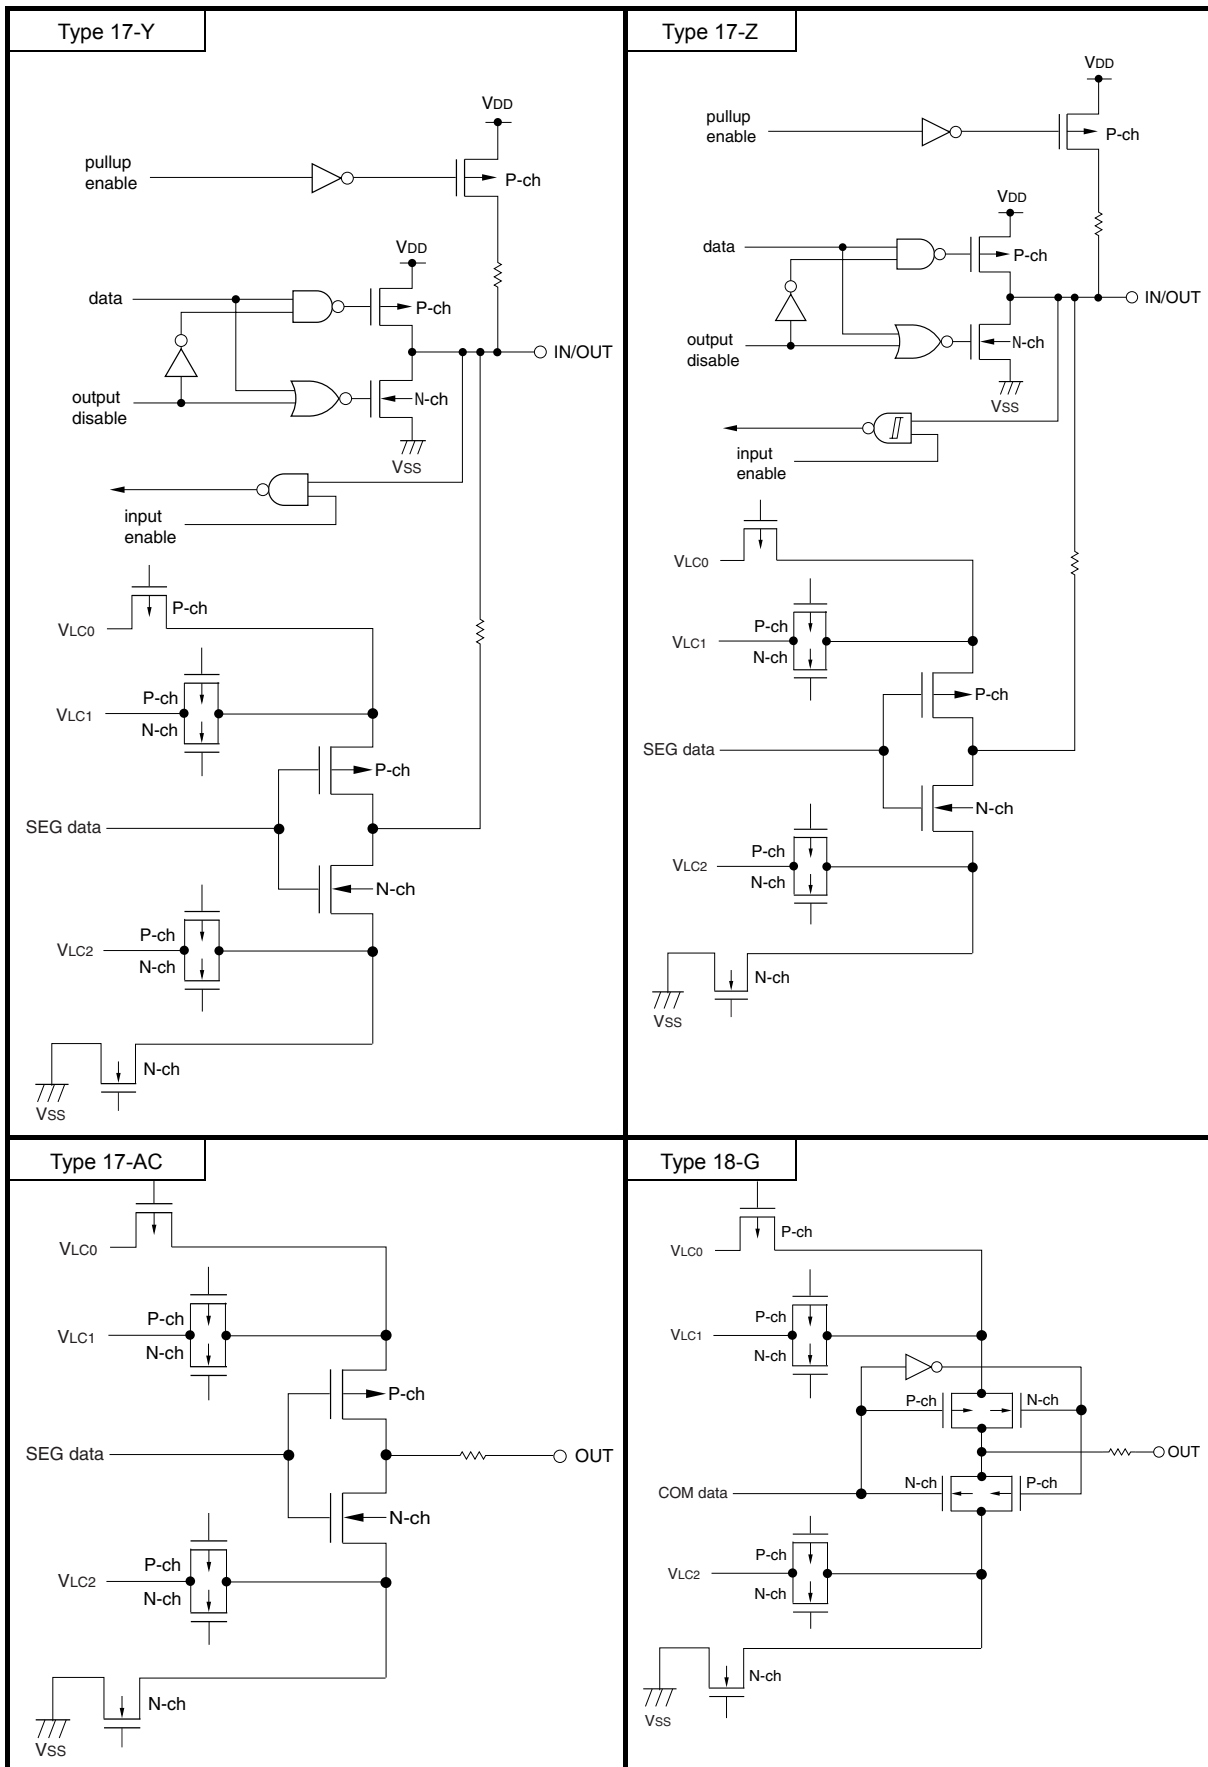 Type 17-Y
VDD
pullup
enable
P-ch
VDD
data
P-ch
IN/OUT
output
disable
N-ch
VSS
input
enable
P-ch
VLC0
P-ch
VLC1
N-ch
P-ch
SEG data
N-ch
P-ch
VLC2
N-ch
N-ch
VSS
Type 17-Z
VDD
pullup
enable
P-ch
VDD
data
P-ch
IN/OUT
output
disable
N-ch
VSS
input
enable
VLC0
P-ch
VLC1
N-ch
P-ch
SEG data
N-ch
P-ch
VLC2
N-ch
N-ch
VSS
Type 17-AC
VLC0
P-ch
VLC1
N-ch
P-ch
SEG data
OUT
N-ch
P-ch
VLC2
N-ch
N-ch
VSS
Type 18-G
P-ch
VLC0
P-ch
VLC1
N-ch
P-ch
N-ch
OUT
COM data
N-ch
P-ch
P-ch
VLC2
N-ch
N-ch
VSS